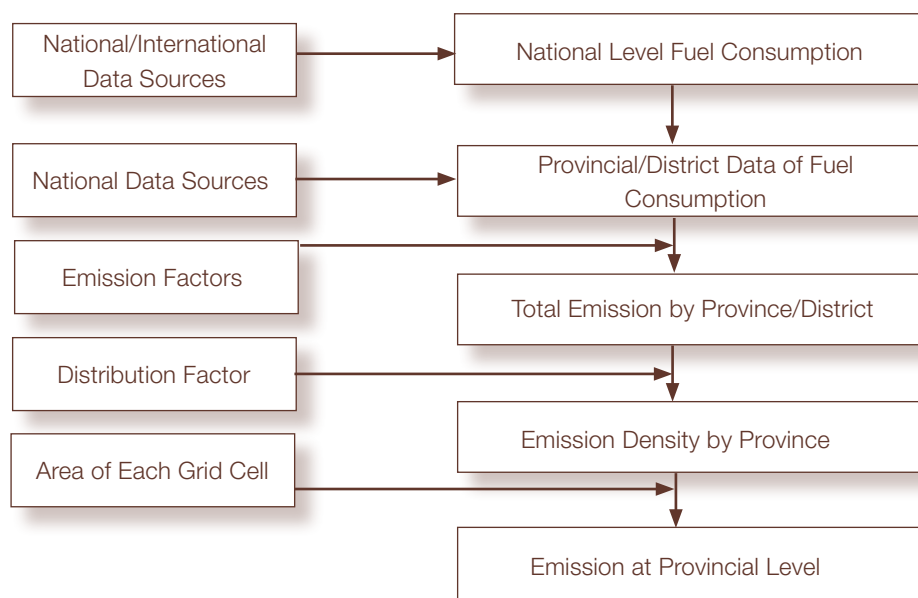 National/International
Data Sources
National Level Fuel Consumption
National Data Sources
Provincial/District Data of Fuel
Consumption
Emission Factors
Total Emission by Province/District
Distribution Factor
Emission Density by Province
Area of Each Grid Cell
Emission at Provincial Level